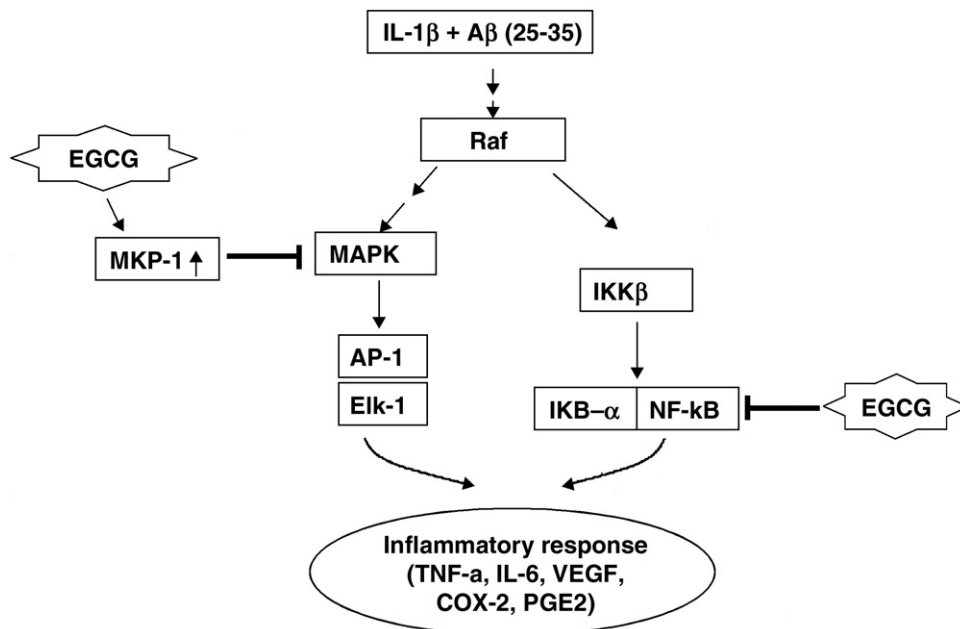 IL-1β + Aβ (25-35)
Raf
EGCG
MKP-1
MAPK
IKKβ
AP-1
Elk-1
IKB–α
NF-kB
EGCG
Inflammatory response
(TNF-a, IL-6, VEGF,
COX-2, PGE2)